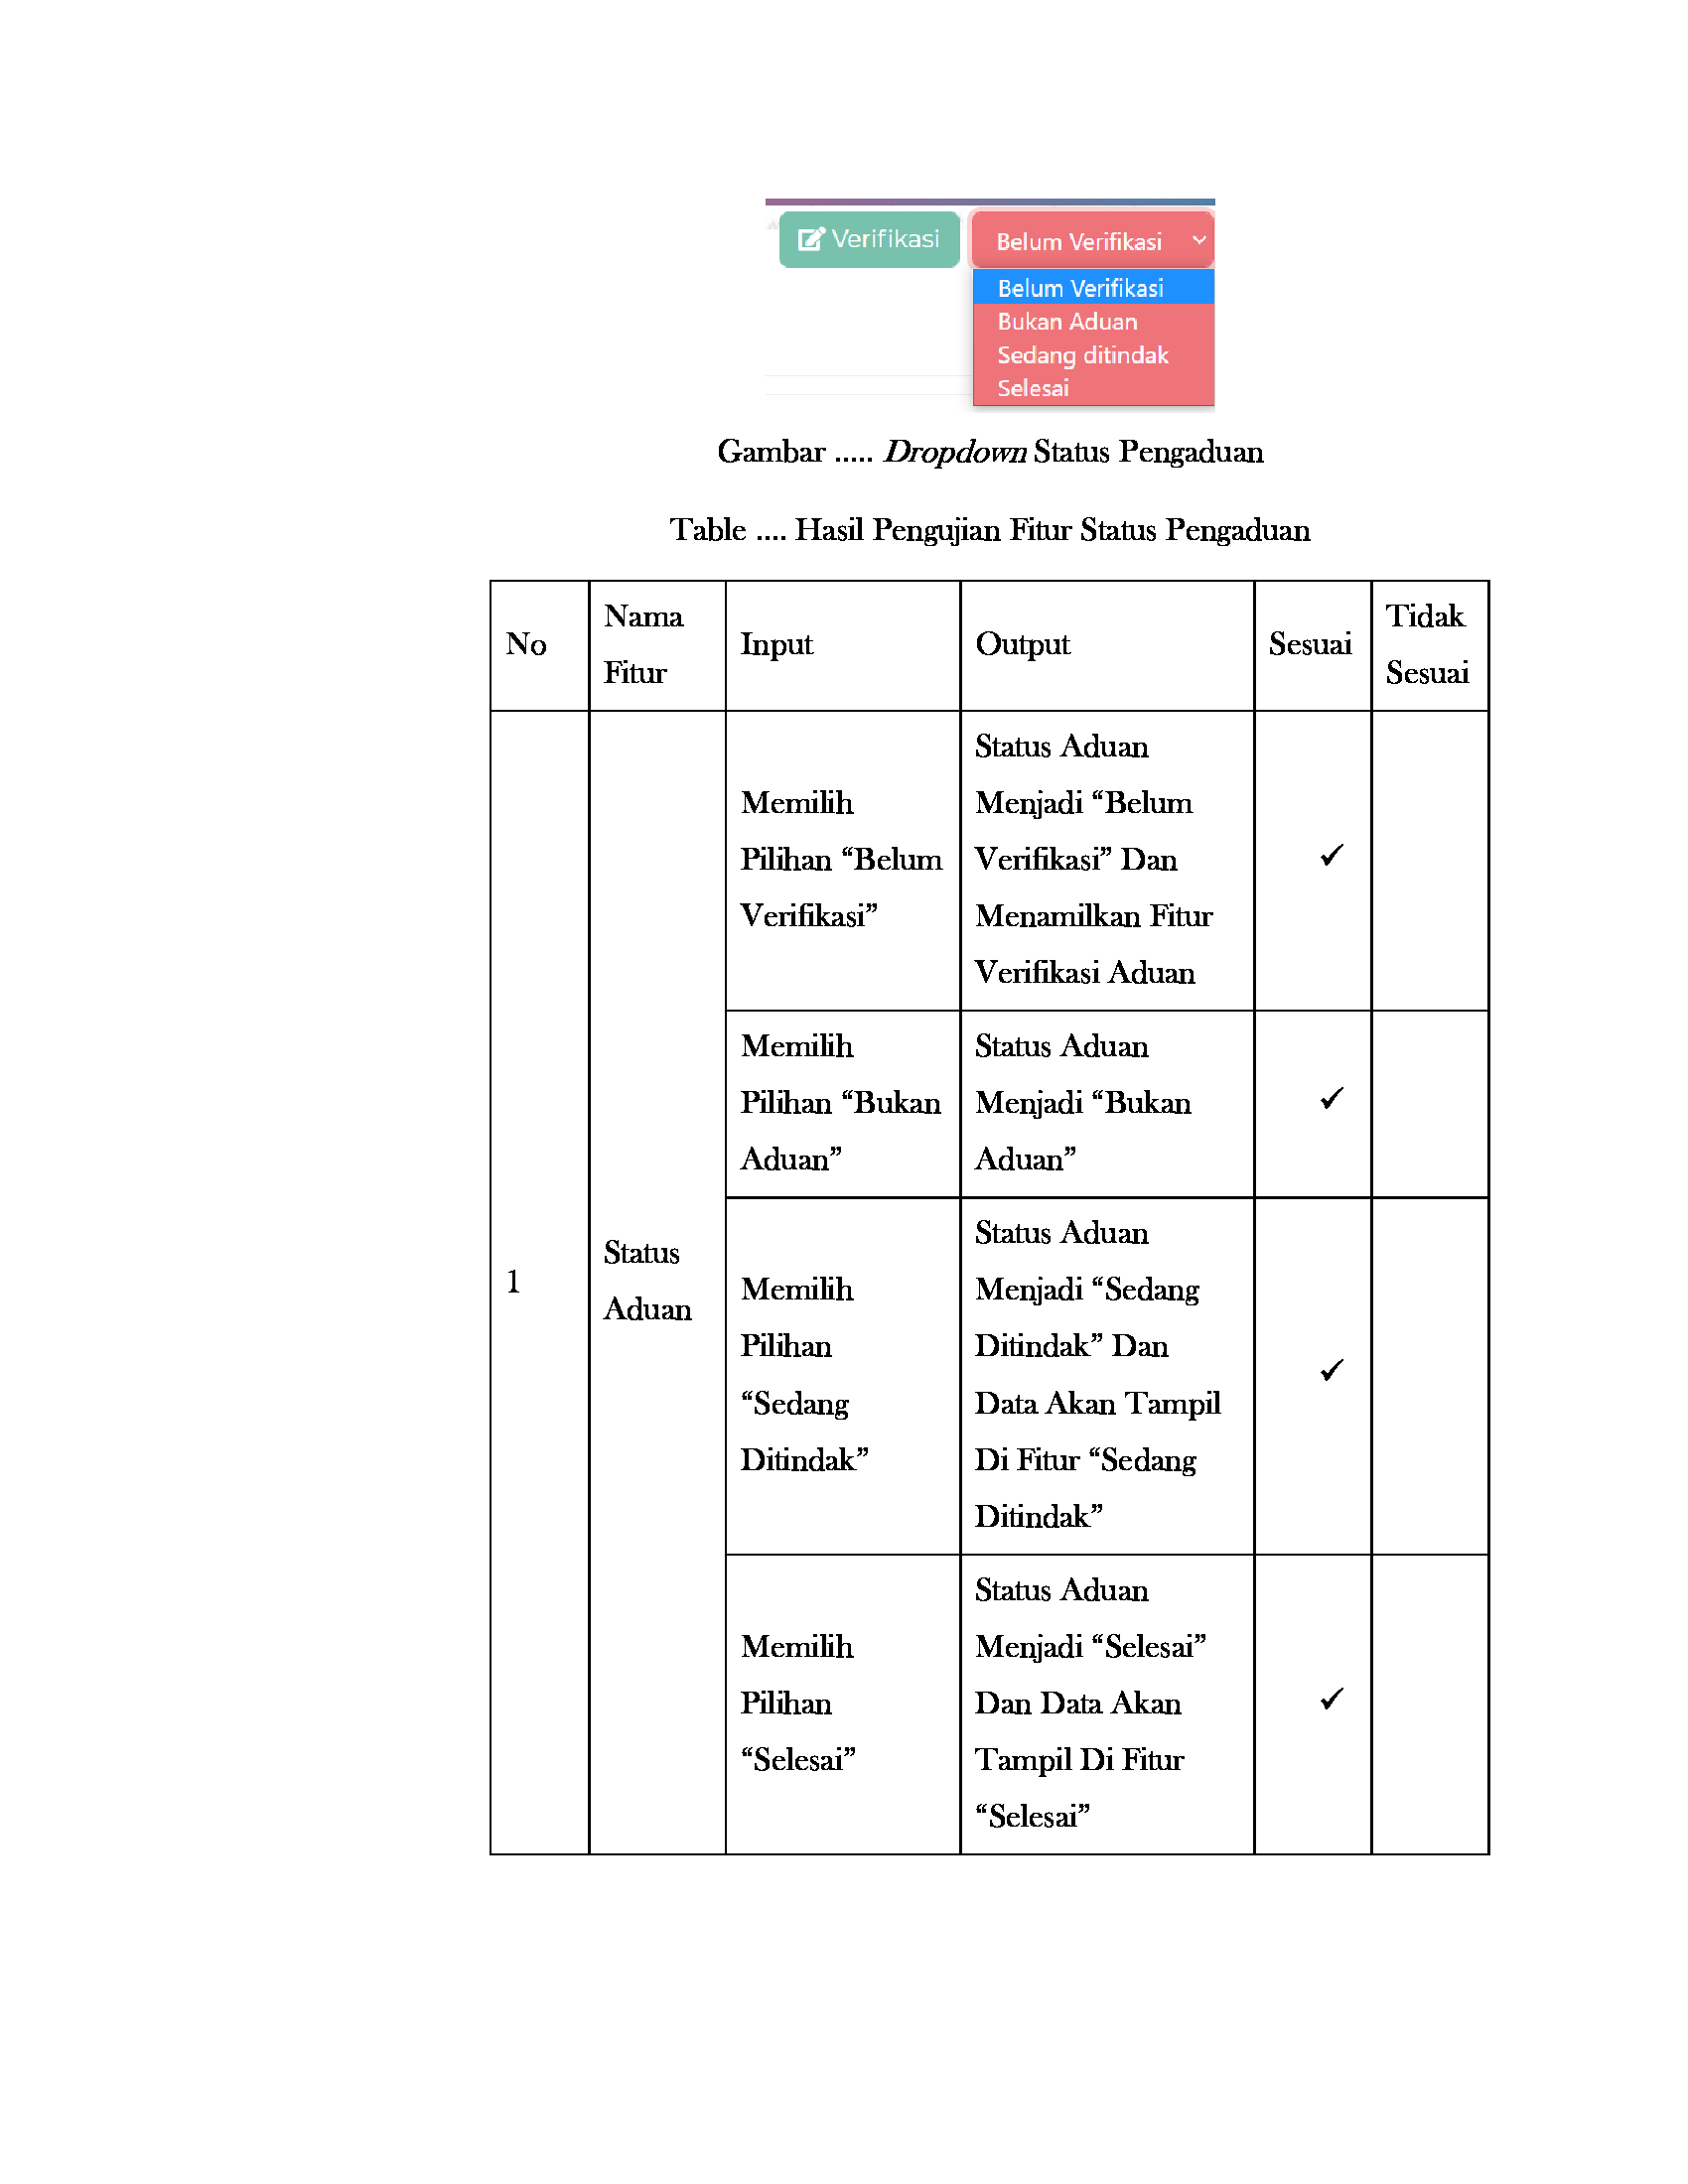 Verifikasi
Belum Verifikasi
Belum Verifikasi
Bukan Aduan
Sedang ditindak
Selesai
Gambar ..... Dropdown Status Pengaduan
Table .... Hasil Pengujian Fitur Status Pengaduan
No
Nama
Fitur
Input
Output
Sesuai
Tidak
Sesuai
1
Status
Aduan
Memilih
Pilihan “Belum
Verifikasi”
Status Aduan
Menjadi “Belum
Verifikasi” Dan
Menamilkan Fitur
Verifikasi Aduan
✓
Memilih
Pilihan “Bukan
Aduan”
Status Aduan
Menjadi “Bukan
Aduan”
✓
Memilih
Pilihan
“Sedang
Ditindak”
Status Aduan
Menjadi “Sedang
Ditindak” Dan
Data Akan Tampil
Di Fitur “Sedang
Ditindak”
✓
Memilih
Pilihan
“Selesai”
Status Aduan
Menjadi “Selesai”
Dan Data Akan
Tampil Di Fitur
“Selesai”
✓